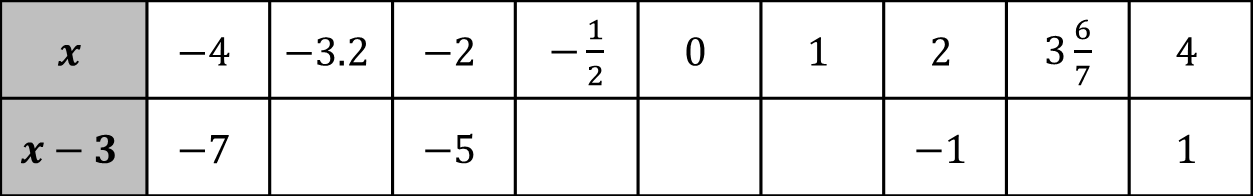 x −4 −3.2 −2 −1/2 0 1 2 3 6/7 4
x − 3 −7 −5 −1 1